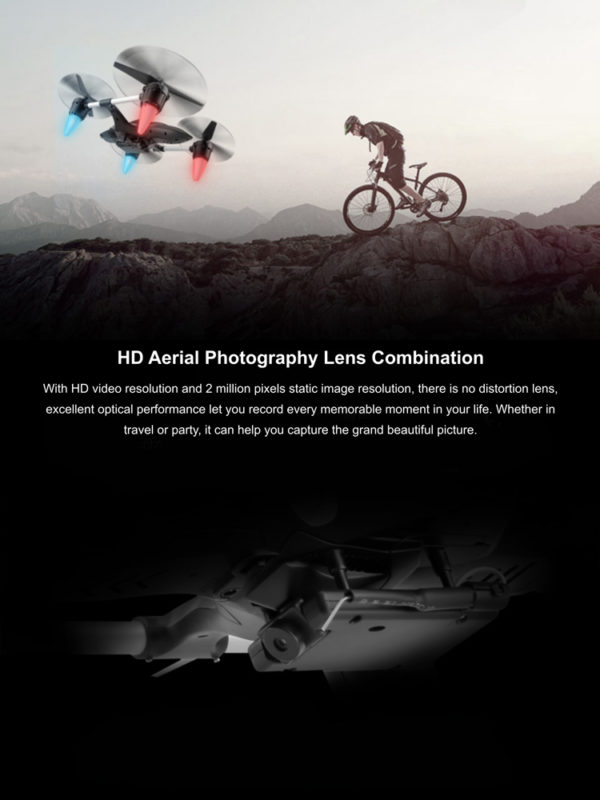 HD Aerial Photography Lens Combination
With HD video resolution and 2 million pixels static image resolution, there is no distortion lens,
excellent optical performance let you record every memorable moment in your life. Whether in
travel or party, it can help you capture the grand beautiful picture.